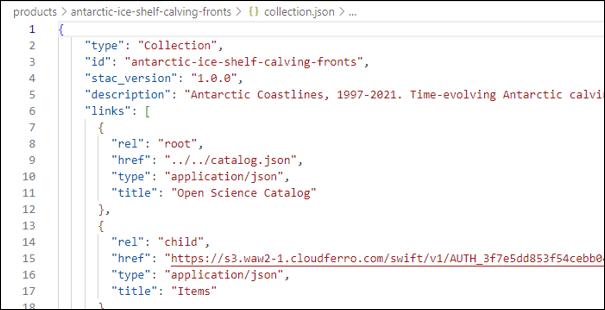 products > antarctic-ice-shelf-calving-fronts > {} collection.json > ...
1 {
2 "type": "Collection",
3 "id": "antarctic-ice-shelf-calving-fronts",
4 "stac_version": "1.0.0",
5 "description": "Antarctic Coastlines, 1997-2021. Time-evolving Antarctic calvin
6 "links": [
7 {
8 "rel": "root",
9 "href": "../../catalog.json",
10 "type": "application/json",
11 "title": "Open Science Catalog"
12 },
13 {
14 "rel": "child",
15 "href": "https://s3.waw2-1.cloudferro.com/swift/v1/AUTH_3f7e5dd853f54cebb0
16 "type": "application/json",
17 "title": "Items"
18 }